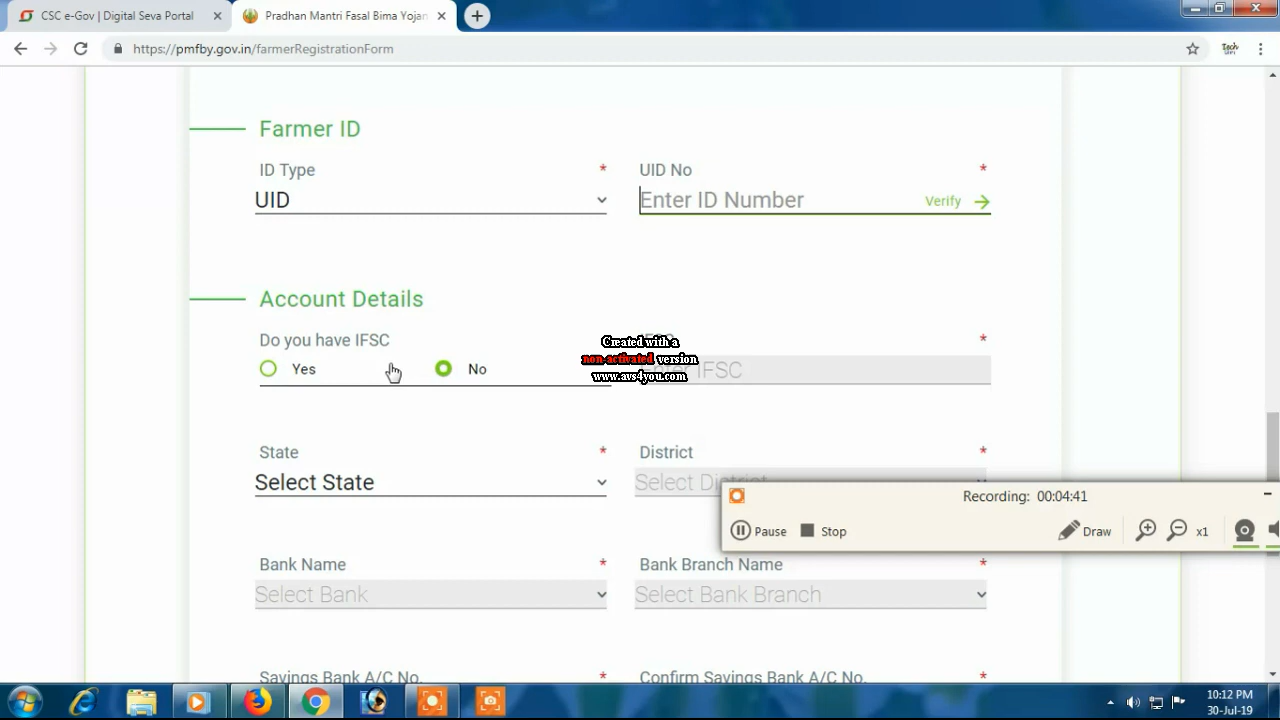 CSC e-Gov | Digital Seva Portal
Pradhan Mantri Fasal Bima Yojan
https://pmfby.gov.in/farmerRegistrationForm
Farmer ID
ID Type *
UID No *
UID
Enter ID Number
Verify
Account Details
Do you have IFSC
*
Created with a
non-activated version
www.avs4you.com
Yes
No
Enter IFSC
State *
District *
Select State
Select District
Recording: 00:04:41
Pause
Stop
Draw
x1
Bank Name *
Bank Branch Name *
Select Bank
Select Bank Branch
Savings Bank A/C No. *
Confirm Savings Bank A/C No. *
10:12 PM
30-Jul-19